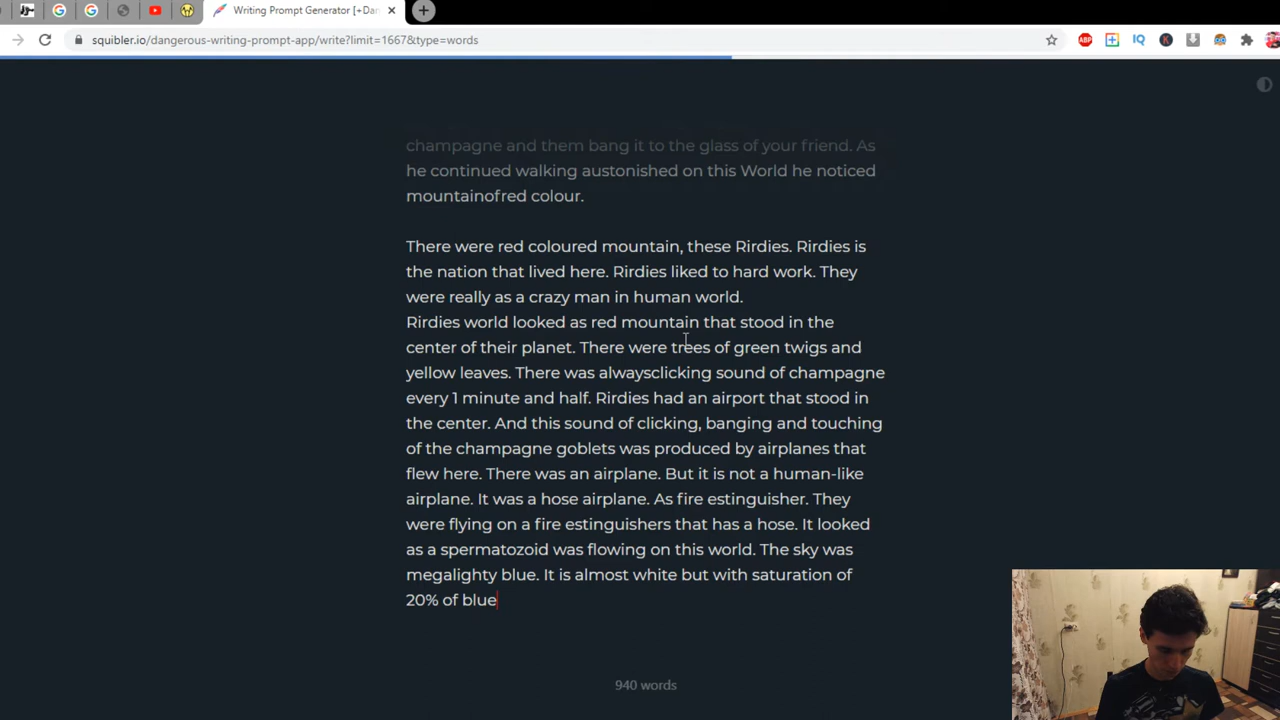 Writing Prompt Generator [+Dan
squibler.io/dangerous-writing-prompt-app/write?limit=1667&type=words
ABP
IQ
K
champagne and them bang it to the glass of your friend. As
he continued walking austonished on this World he noticed
mountainofred colour.
There were red coloured mountain, these Rirdies. Rirdies is
the nation that lived here. Rirdies liked to hard work. They
were really as a crazy man in human world.
Rirdies world looked as red mountain that stood in the
center of their planet. There were trees of green twigs and
yellow leaves. There was alwaysclicking sound of champagne
every 1 minute and half. Rirdies had an airport that stood in
the center. And this sound of clicking, banging and touching
of the champagne goblets was produced by airplanes that
flew here. There was an airplane. But it is not a human-like
airplane. It was a hose airplane. As fire estinguisher. They
were flying on a fire estinguishers that has a hose. It looked
as a spermatozoid was flowing on this world. The sky was
megalighty blue. It is almost white but with saturation of
20% of blue
940 words